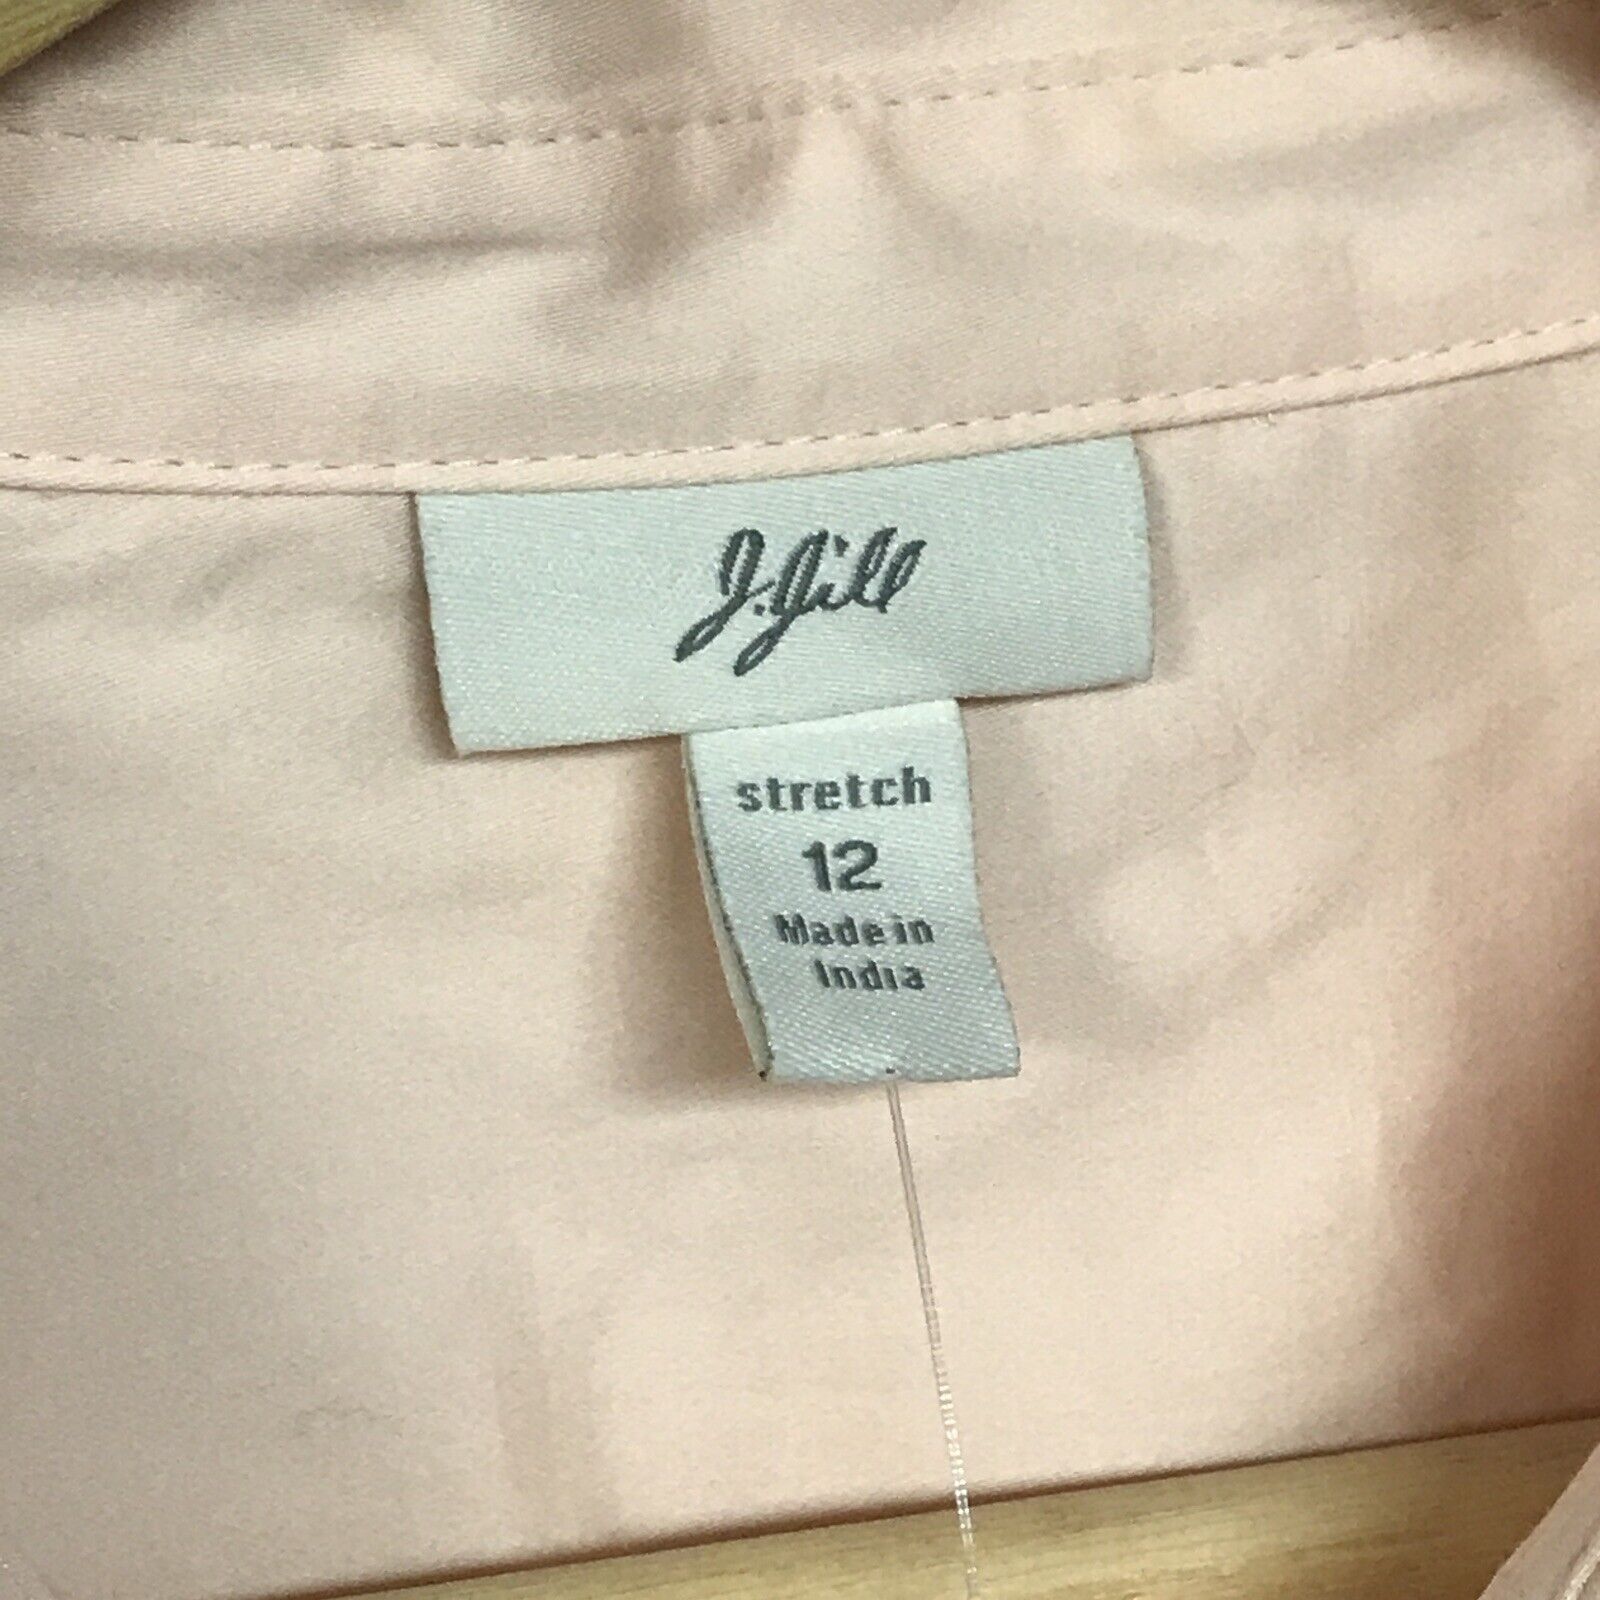 J.Jill
stretch
12
Made in
India